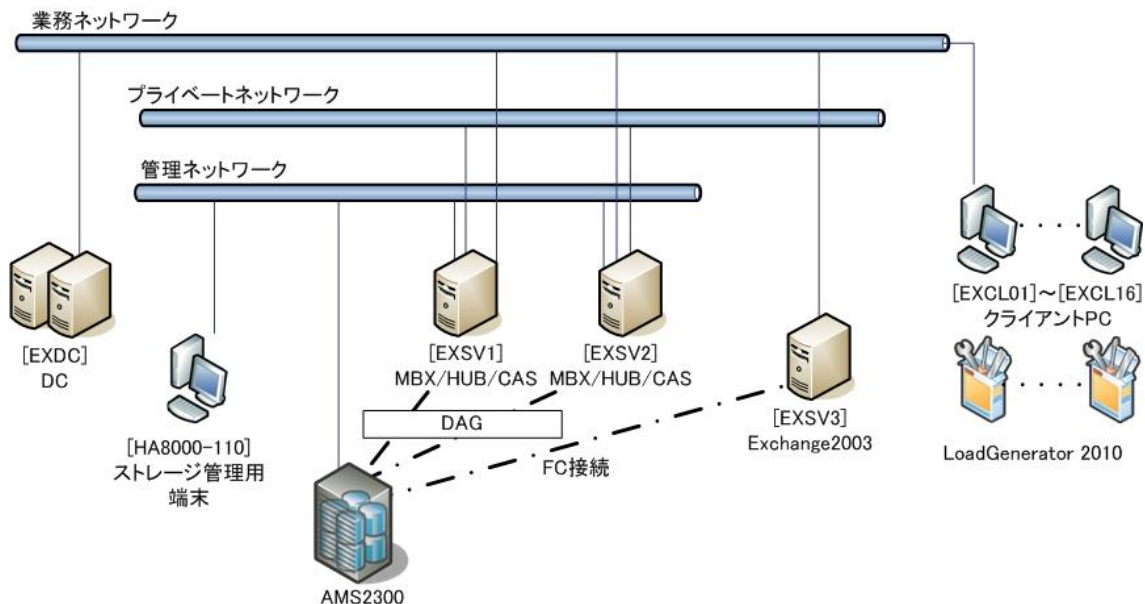 業務ネットワーク
プライベートネットワーク
管理ネットワーク
[EXDC]
DC
[HA8000-110]
ストレージ管理用
端末
[EXSV1]
MBX/HUB/CAS
[EXSV2]
MBX/HUB/CAS
DAG
[EXSV3]
Exchange2003
FC接続
AMS2300
[EXCL01]～[EXCL16]
クライアントPC
LoadGenerator 2010